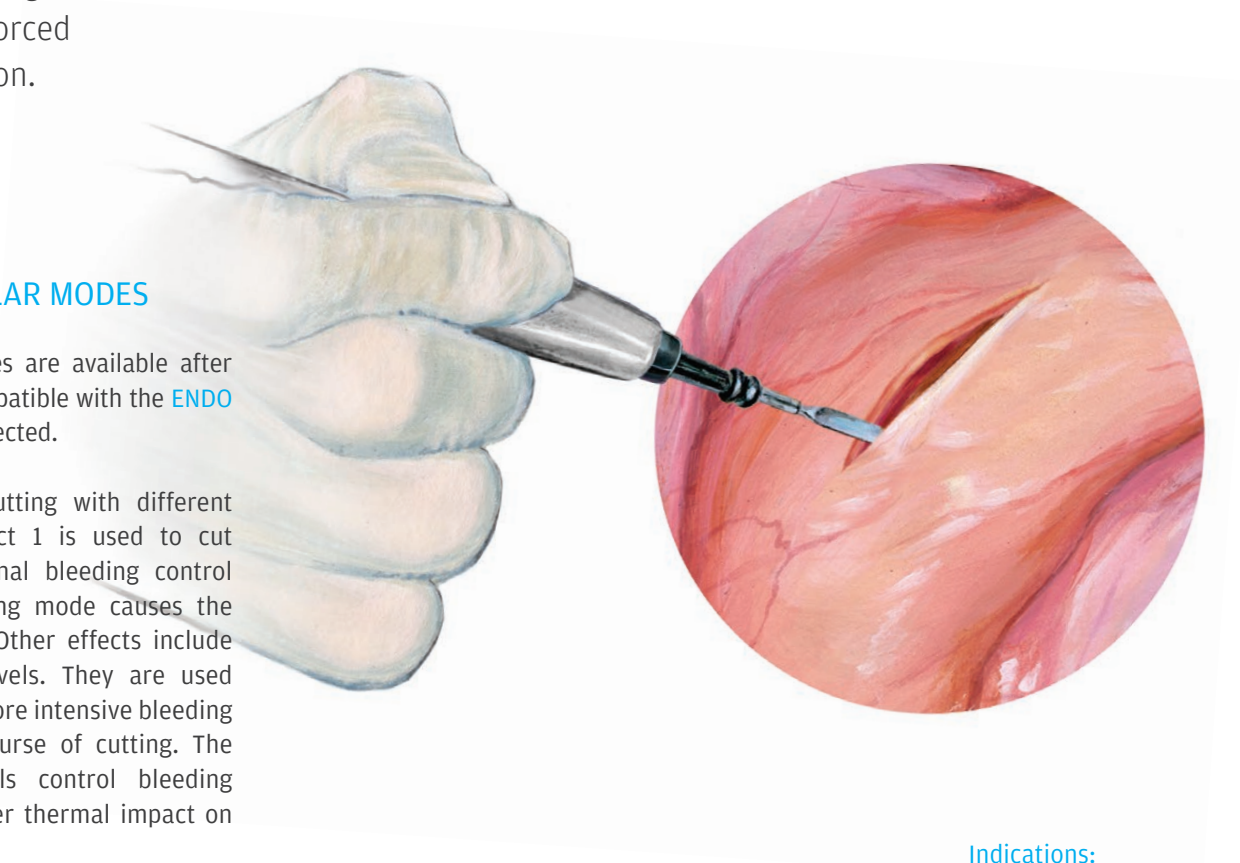 orced
on.
LAR MODES
es are available after
patible with the ENDO
ected.
utting with different
ct 1 is used to cut
nal bleeding control
ng mode causes the
Other effects include
vels. They are used
ore intensive bleeding
urse of cutting. The
ls control bleeding
er thermal impact on
Indications: